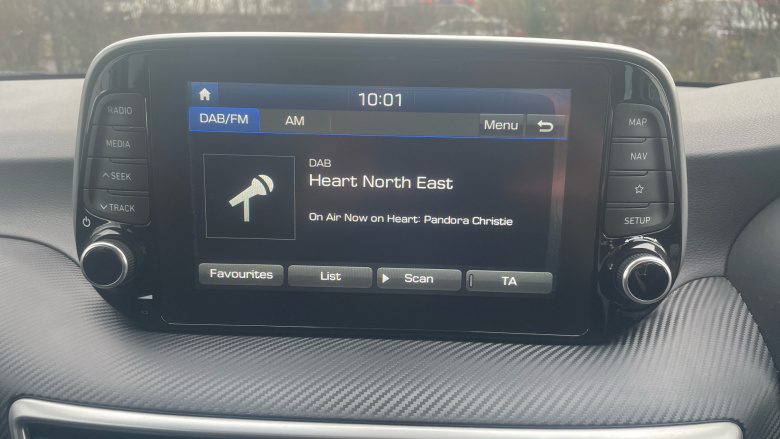 10:01
DAB/FM AM Menu
RADIO
MEDIA
SEEK
TRACK
DAB
Heart North East
On Air Now on Heart: Pandora Christie
Favourites List Scan TA
MAP
NAV
SETUP